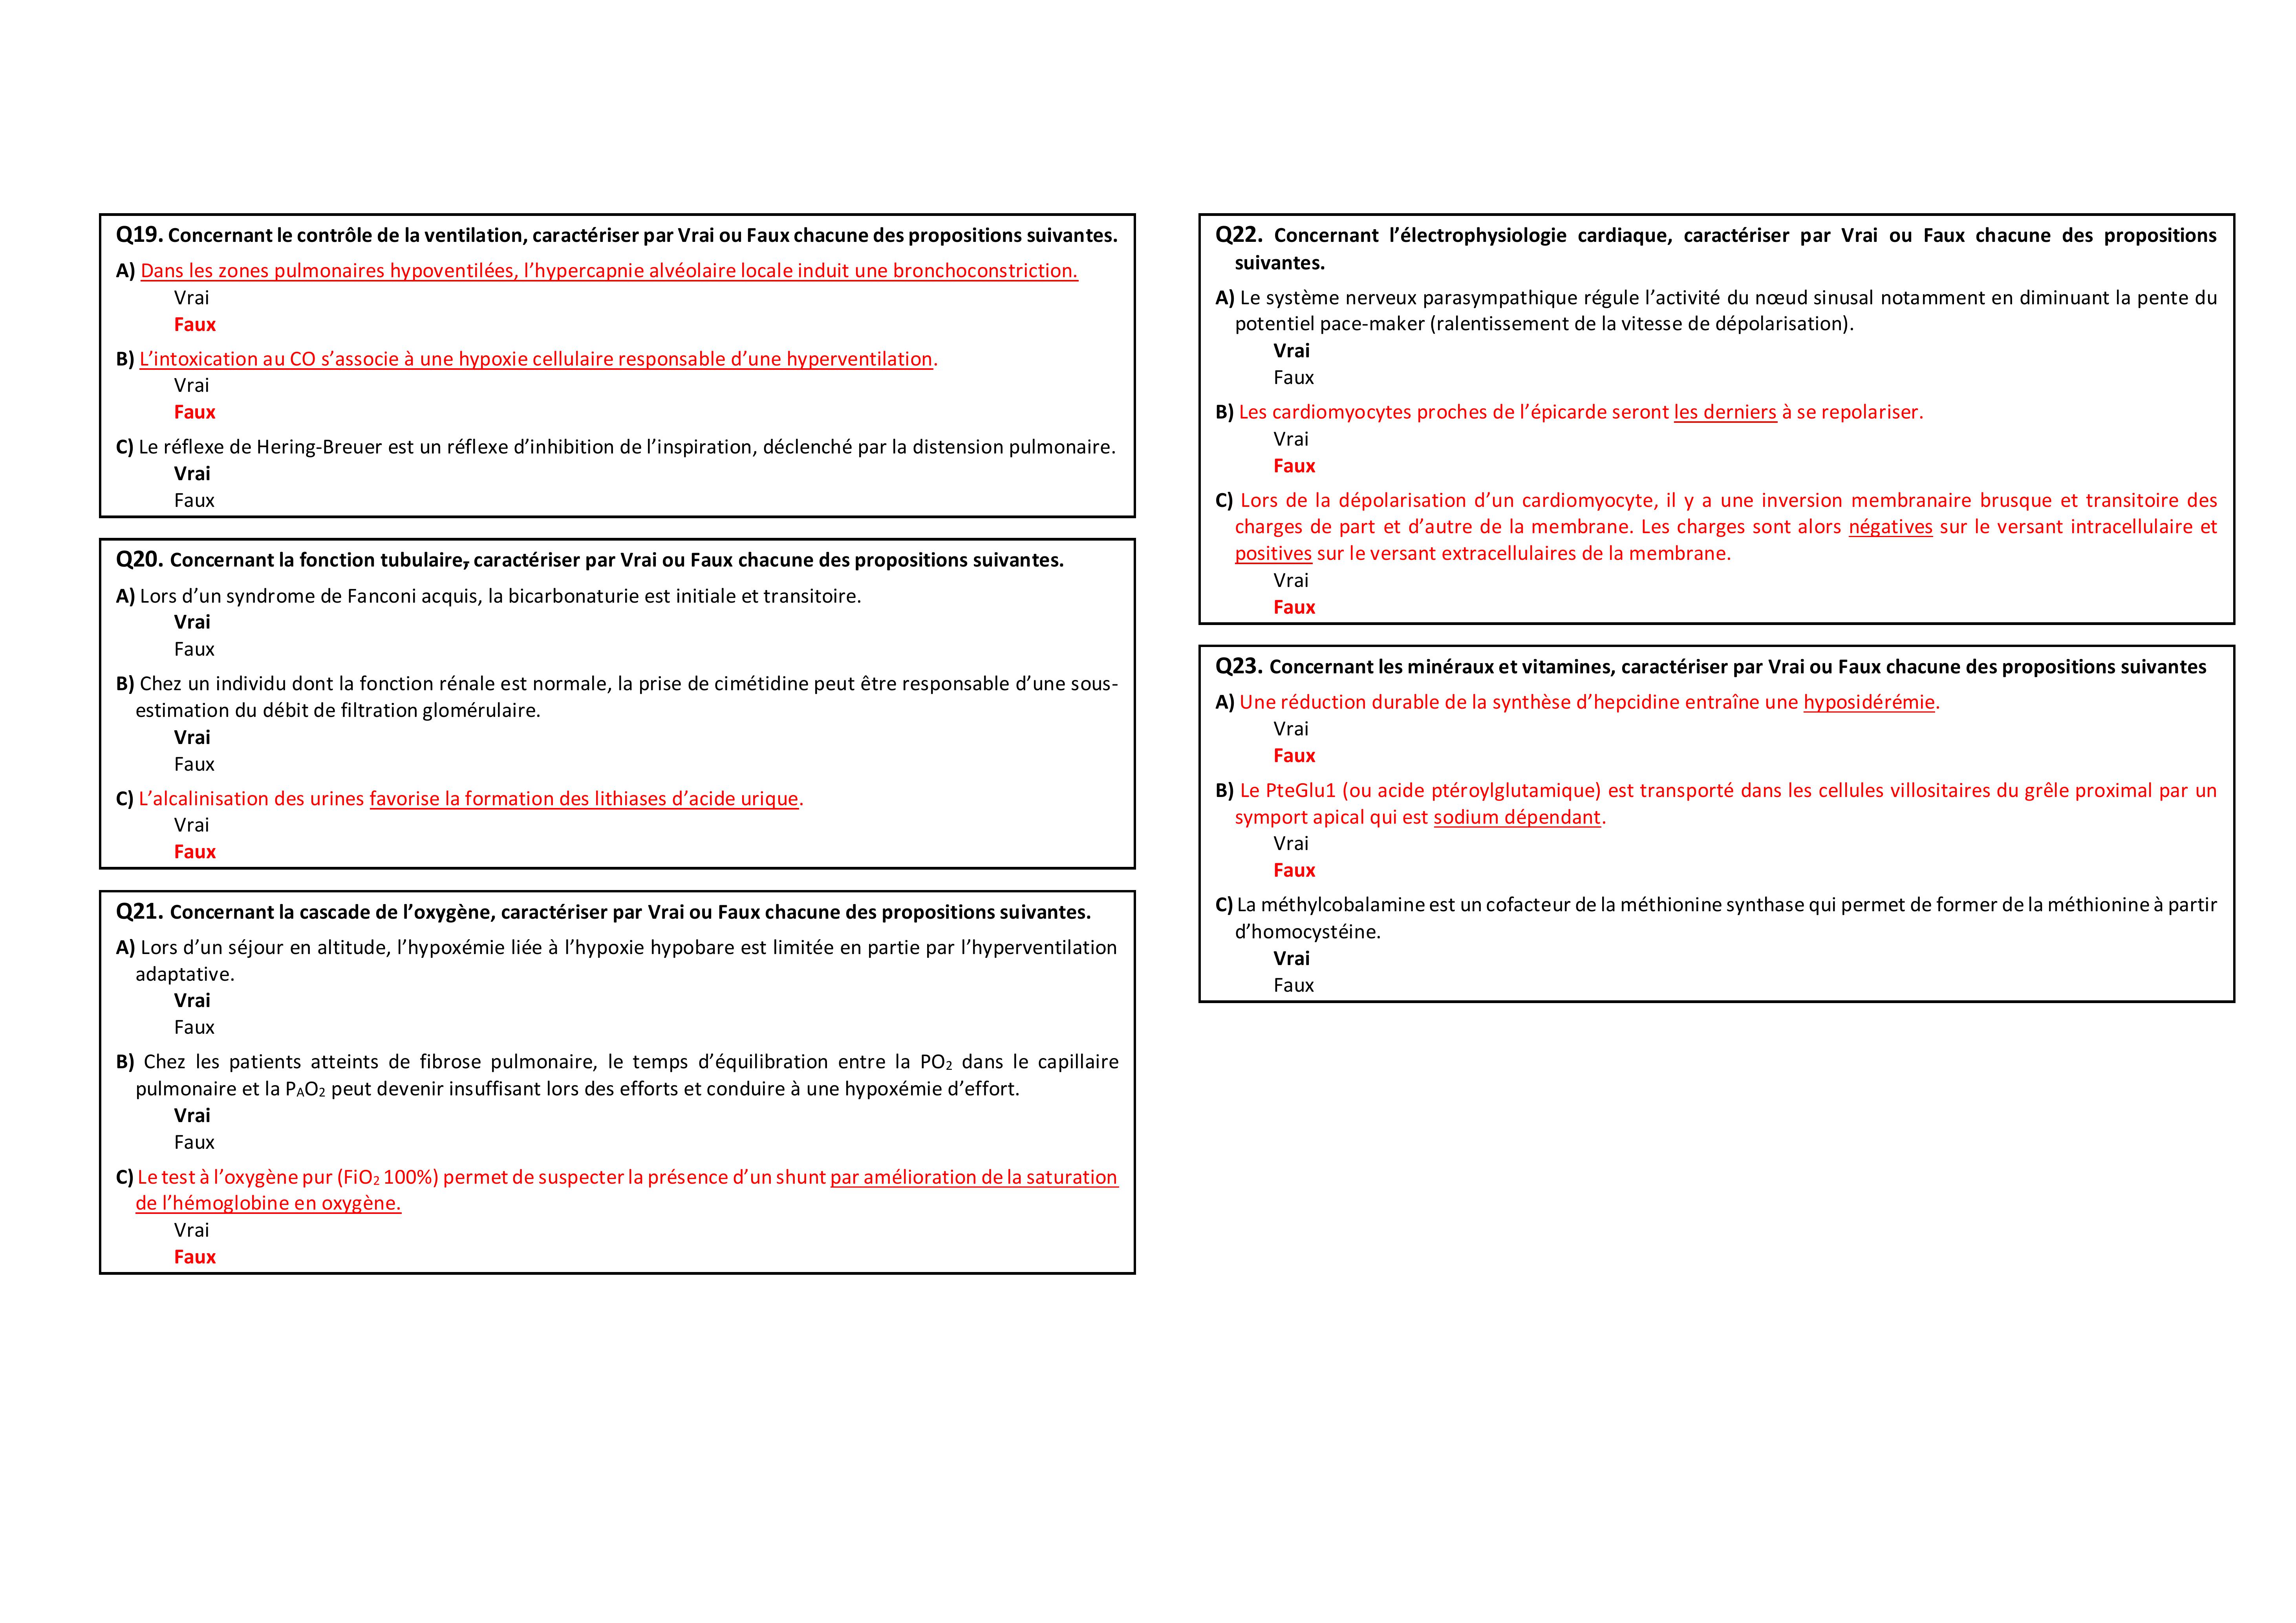 Q19. Concernant le contrôle de la ventilation, caractériser par Vrai ou Faux chacune des propositions suivantes.
A) Dans les zones pulmonaires hypoventilées, l’hypercapnie alvéolaire locale induit une bronchoconstriction.
Vrai
Faux
B) L’intoxication au CO s’associe à une hypoxie cellulaire responsable d’une hyperventilation.
Vrai
Faux
C) Le réflexe de Hering-Breuer est un réflexe d’inhibition de l’inspiration, déclenché par la distension pulmonaire.
Vrai
Faux
Q20. Concernant la fonction tubulaire, caractériser par Vrai ou Faux chacune des propositions suivantes.
A) Lors d’un syndrome de Fanconi acquis, la bicarbonaturie est initiale et transitoire.
Vrai
Faux
B) Chez un individu dont la fonction rénale est normale, la prise de cimétidine peut être responsable d’une sous-
estimation du débit de filtration glomérulaire.
Vrai
Faux
C) L’alcalinisation des urines favorise la formation des lithiases d’acide urique.
Vrai
Faux
Q21. Concernant la cascade de l’oxygène, caractériser par Vrai ou Faux chacune des propositions suivantes.
A) Lors d’un séjour en altitude, l’hypoxémie liée à l’hypoxie hypobare est limitée en partie par l’hyperventilation
adaptative.
Vrai
Faux
B) Chez les patients atteints de fibrose pulmonaire, le temps d’équilibration entre la PO2 dans le capillaire
pulmonaire et la PAO2 peut devenir insuffisant lors des efforts et conduire à une hypoxémie d’effort.
Vrai
Faux
C) Le test à l’oxygène pur (FiO2 100%) permet de suspecter la présence d’un shunt par amélioration de la saturation
de l’hémoglobine en oxygène.
Vrai
Faux
Q22. Concernant l’électrophysiologie cardiaque, caractériser par Vrai ou Faux chacune des propositions
suivantes.
A) Le système nerveux parasympathique régule l’activité du nœud sinusal notamment en diminuant la pente du
potentiel pace-maker (ralentissement de la vitesse de dépolarisation).
Vrai
Faux
B) Les cardiomyocytes proches de l’épicarde seront les derniers à se repolariser.
Vrai
Faux
C) Lors de la dépolarisation d’un cardiomyocyte, il y a une inversion membranaire brusque et transitoire des
charges de part et d’autre de la membrane. Les charges sont alors négatives sur le versant intracellulaire et
positives sur le versant extracellulaires de la membrane.
Vrai
Faux
Q23. Concernant les minéraux et vitamines, caractériser par Vrai ou Faux chacune des propositions suivantes
A) Une réduction durable de la synthèse d’hepcidine entraîne une hyposidérémie.
Vrai
Faux
B) Le PteGlu1 (ou acide ptéroylglutamique) est transporté dans les cellules villositaires du grêle proximal par un
symport apical qui est sodium dépendant.
Vrai
Faux
C) La méthylcobalamine est un cofacteur de la méthionine synthase qui permet de former de la méthionine à partir
d’homocystéine.
Vrai
Faux